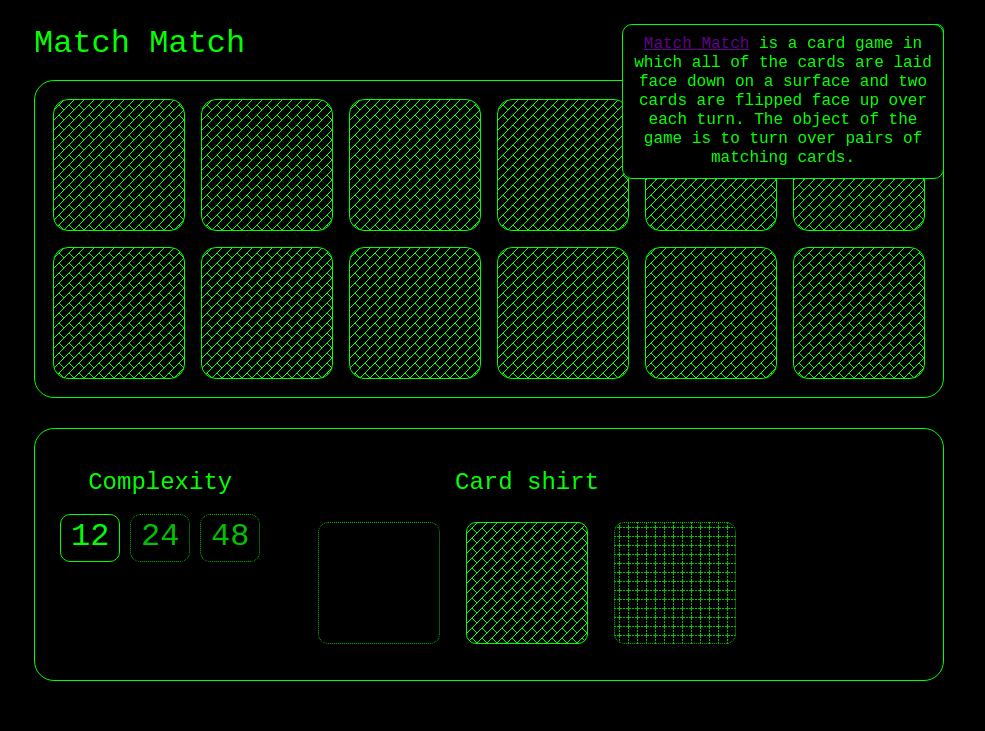 Match Match
Match Match is a card game in
which all of the cards are laid
face down on a surface and two
cards are flipped face up over
each turn. The object of the
game is to turn over pairs of
matching cards.
Complexity
Card shirt
12 24 48